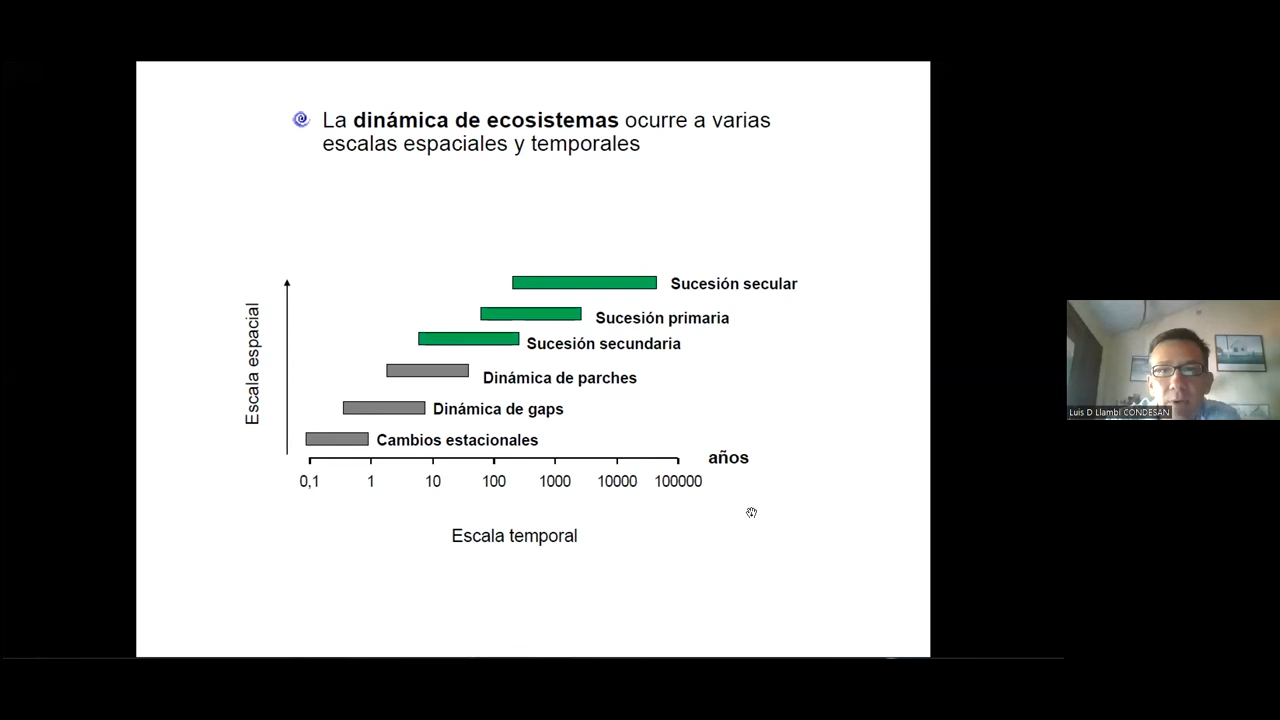 La dinámica de ecosistemas ocurre a varias
escalas espaciales y temporales
Escala espacial
Sucesión secular
Sucesión primaria
Sucesión secundaria
Dinámica de parches
Dinámica de gaps
Cambios estacionales
años
0,1 1 10 100 1000 10000 100000
Escala temporal
Luis D Llambí CONDESAN